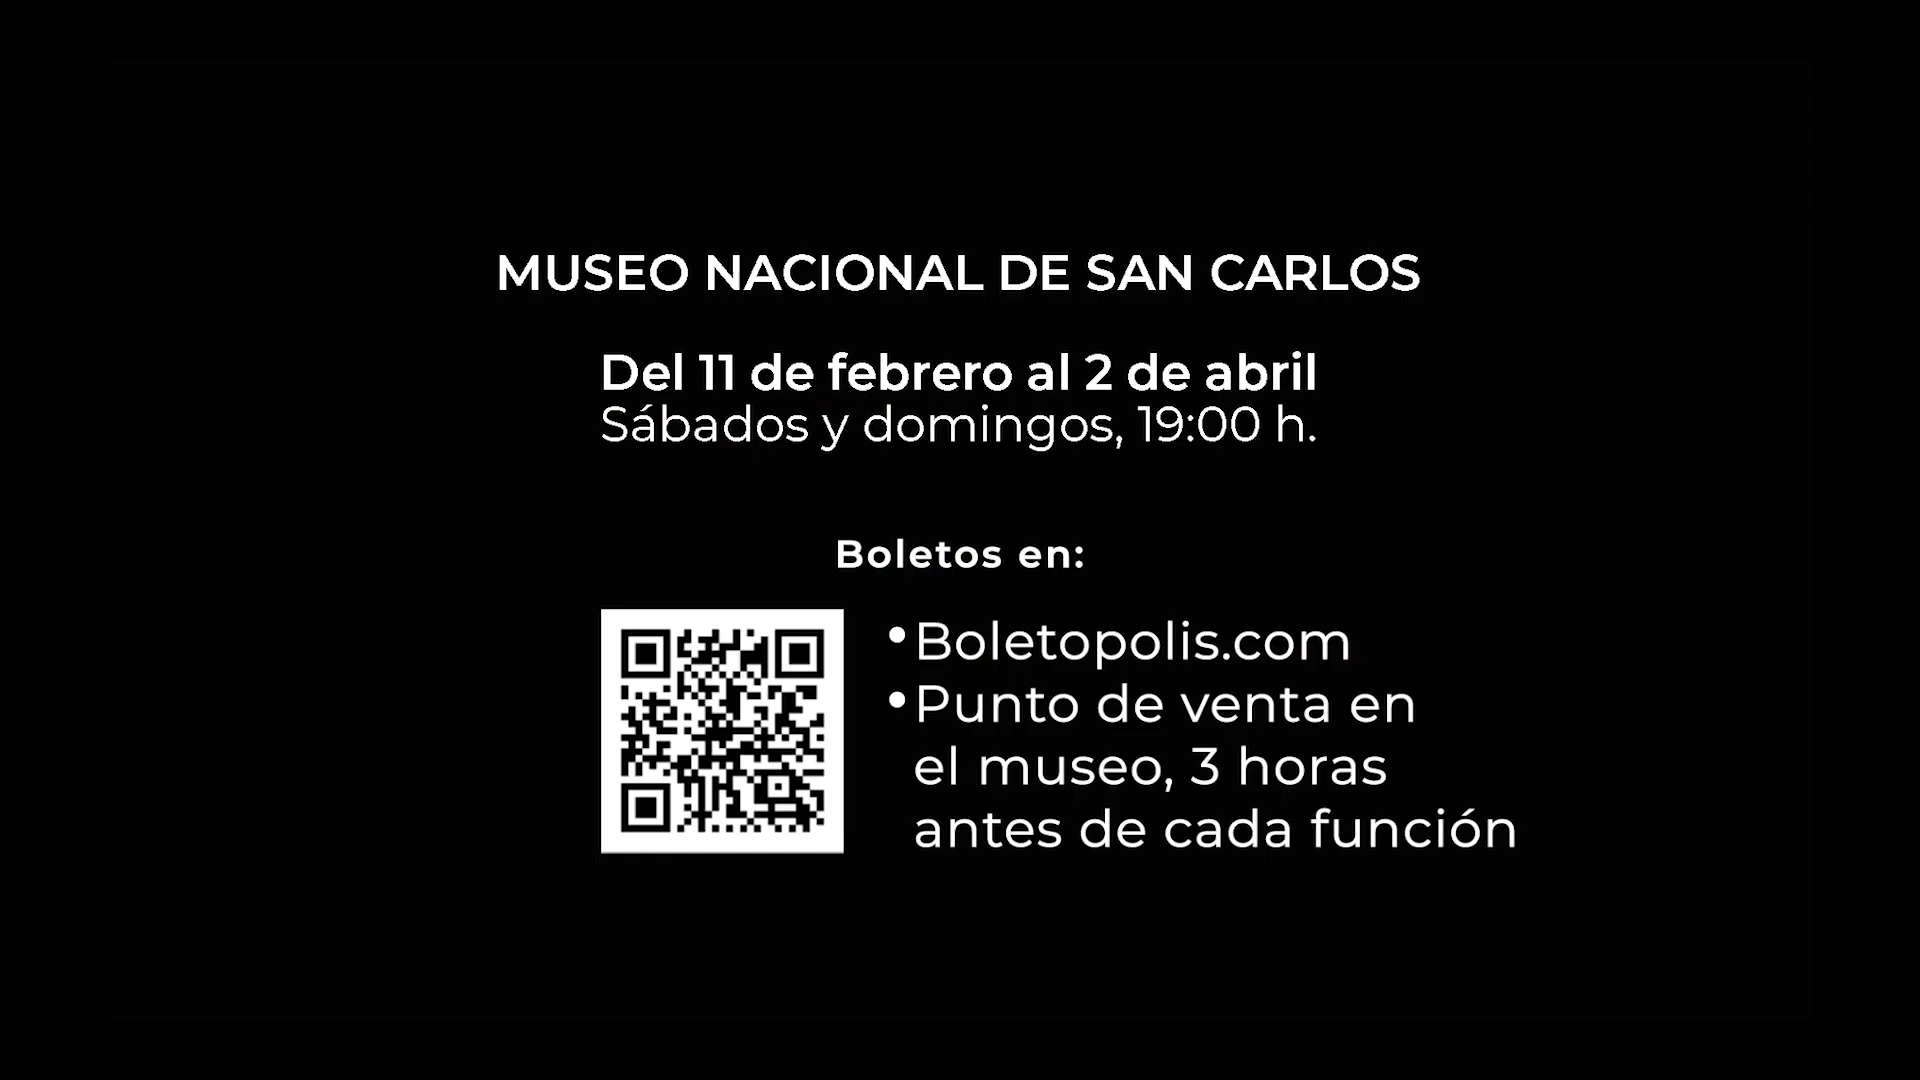 MUSEO NACIONAL DE SAN CARLOS
Del 11 de febrero al 2 de abril
Sábados y domingos, 19:00 h.
Boletos en:
•Boletopolis.com
•Punto de venta en
el museo, 3 horas
antes de cada función